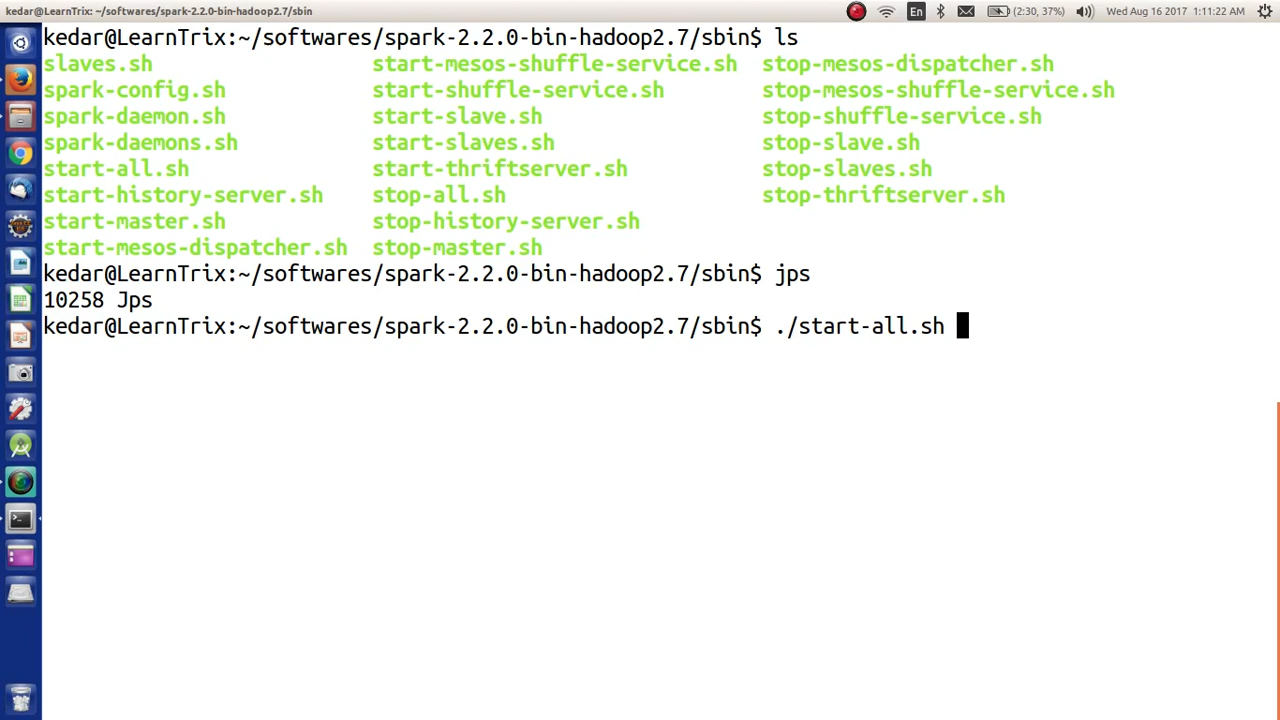 kedar@LearnTrix: ~/softwares/spark-2.2.0-bin-hadoop2.7/sbin En (2:30, 37%) Wed Aug 16 2017 1:11:22 AM
kedar@LearnTrix:~/softwares/spark-2.2.0-bin-hadoop2.7/sbin$ ls
slaves.sh start-mesos-shuffle-service.sh stop-mesos-dispatcher.sh
spark-config.sh start-shuffle-service.sh stop-mesos-shuffle-service.sh
spark-daemon.sh start-slave.sh stop-shuffle-service.sh
spark-daemons.sh start-slaves.sh stop-slave.sh
start-all.sh start-thriftserver.sh stop-slaves.sh
start-history-server.sh stop-all.sh stop-thriftserver.sh
start-master.sh stop-history-server.sh
start-mesos-dispatcher.sh stop-master.sh
kedar@LearnTrix:~/softwares/spark-2.2.0-bin-hadoop2.7/sbin$ jps
10258 Jps
kedar@LearnTrix:~/softwares/spark-2.2.0-bin-hadoop2.7/sbin$ ./start-all.sh